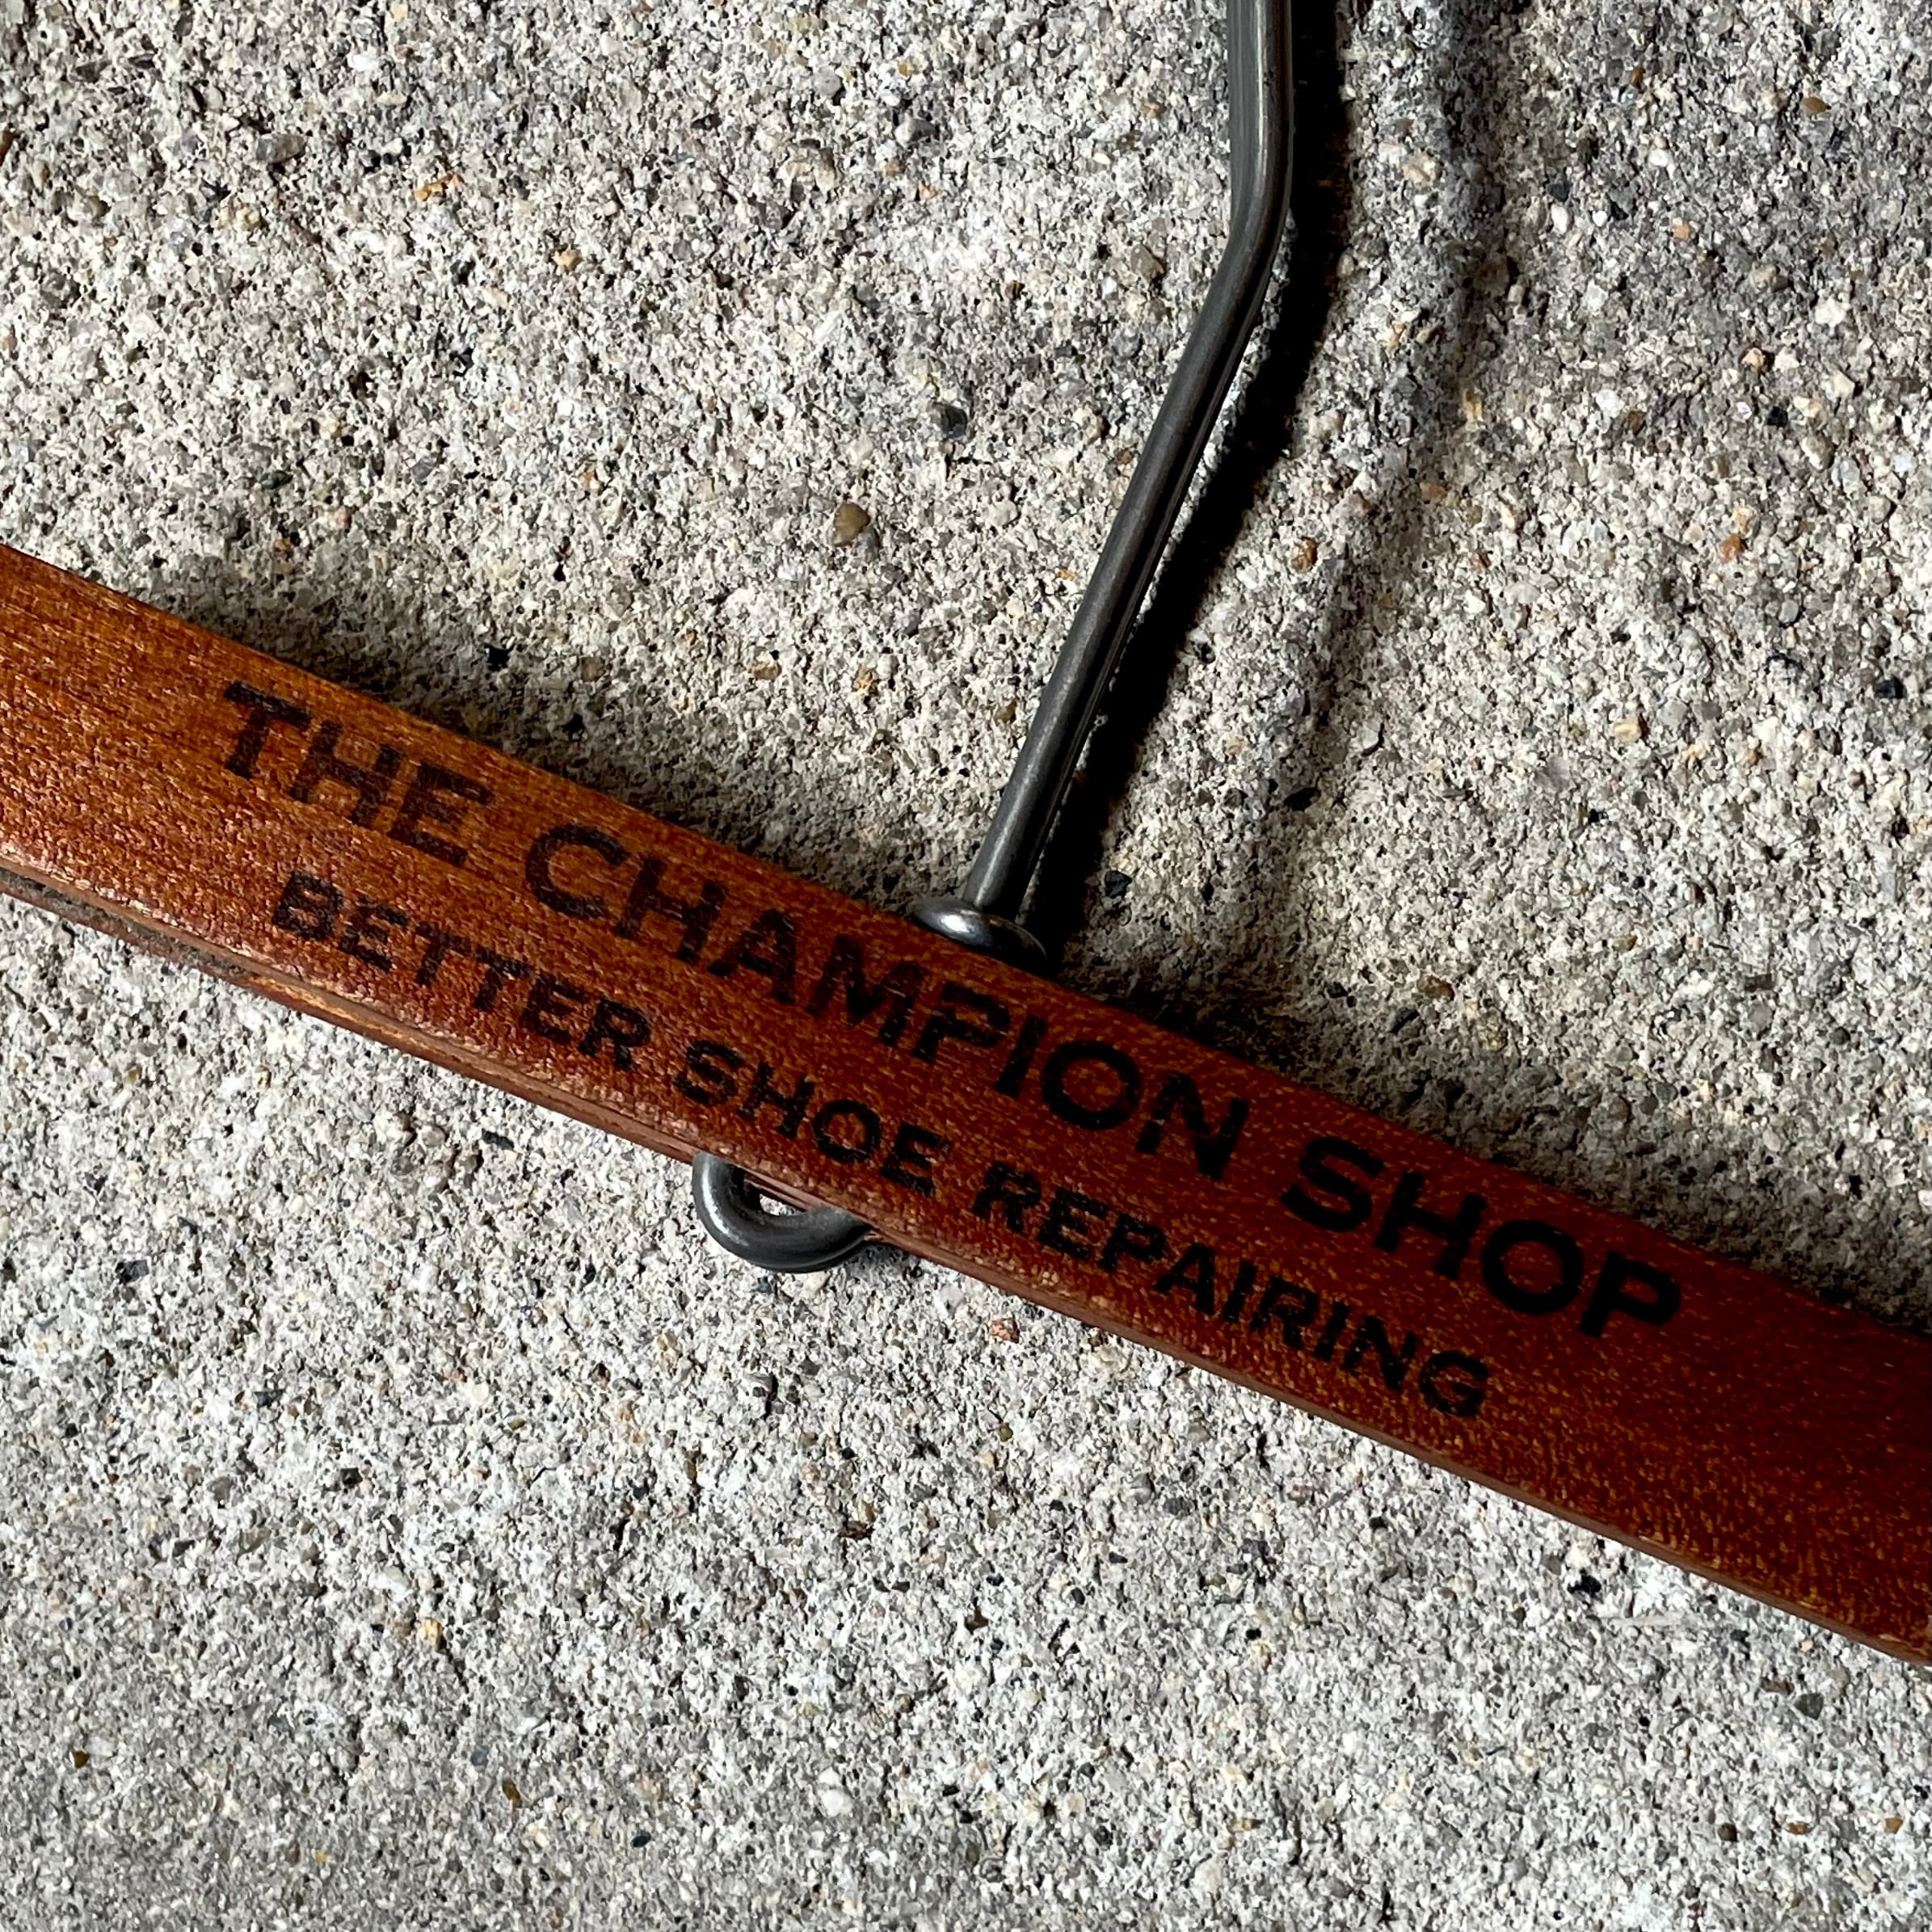 THE CHAMPION SHOP
BETTER SHOE REPAIRING